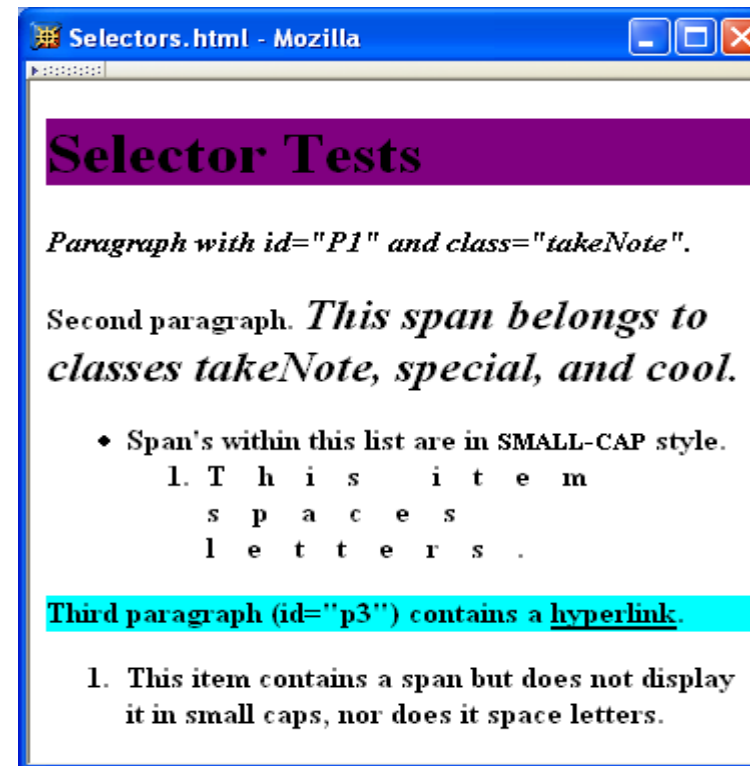 Selectors.html - Mozilla
Selector Tests
Paragraph with id="P1" and class="takeNote".
Second paragraph. This span belongs to
classes takeNote, special, and cool.
• Span's within this list are in SMALL-CAP style.
1. T h i s i t e m
s p a c e s
l e t t e r s .
Third paragraph (id="p3") contains a hyperlink.
1. This item contains a span but does not display
it in small caps, nor does it space letters.